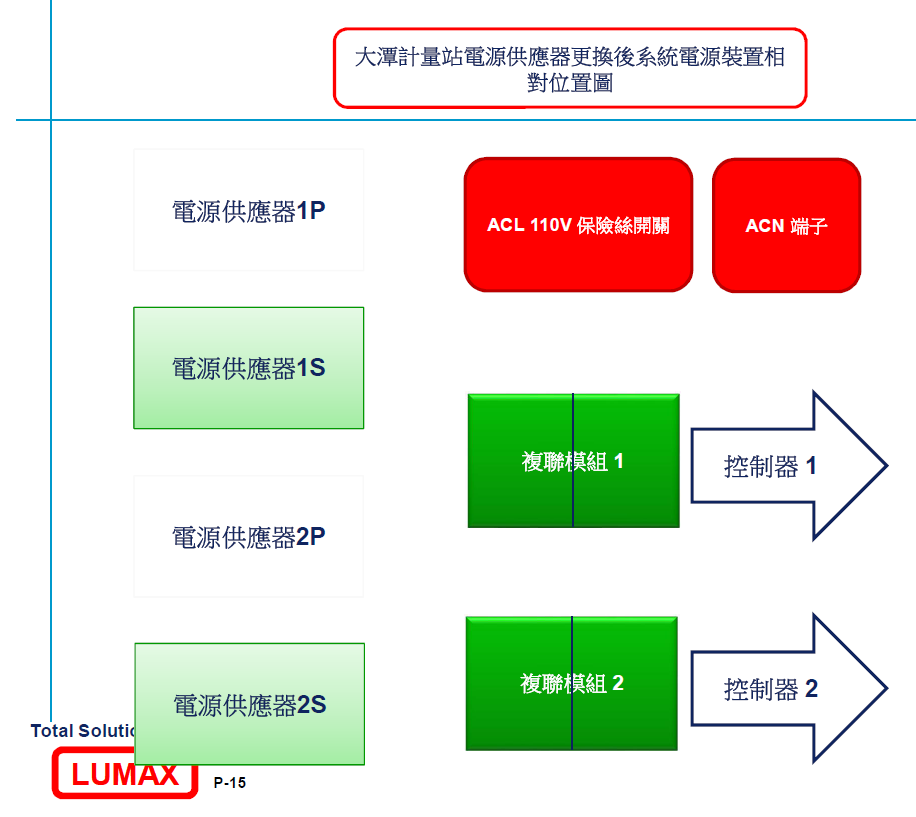 大潭計量站電源供應器更換後系統電源裝置相
對位置圖
電源供應器1P
ACL 110V 保險絲開關
ACN 端子
電源供應器1S
複聯模組 1
控制器 1
電源供應器2P
電源供應器2S
複聯模組 2
控制器 2
Total Solutio
LUMAX
P-15